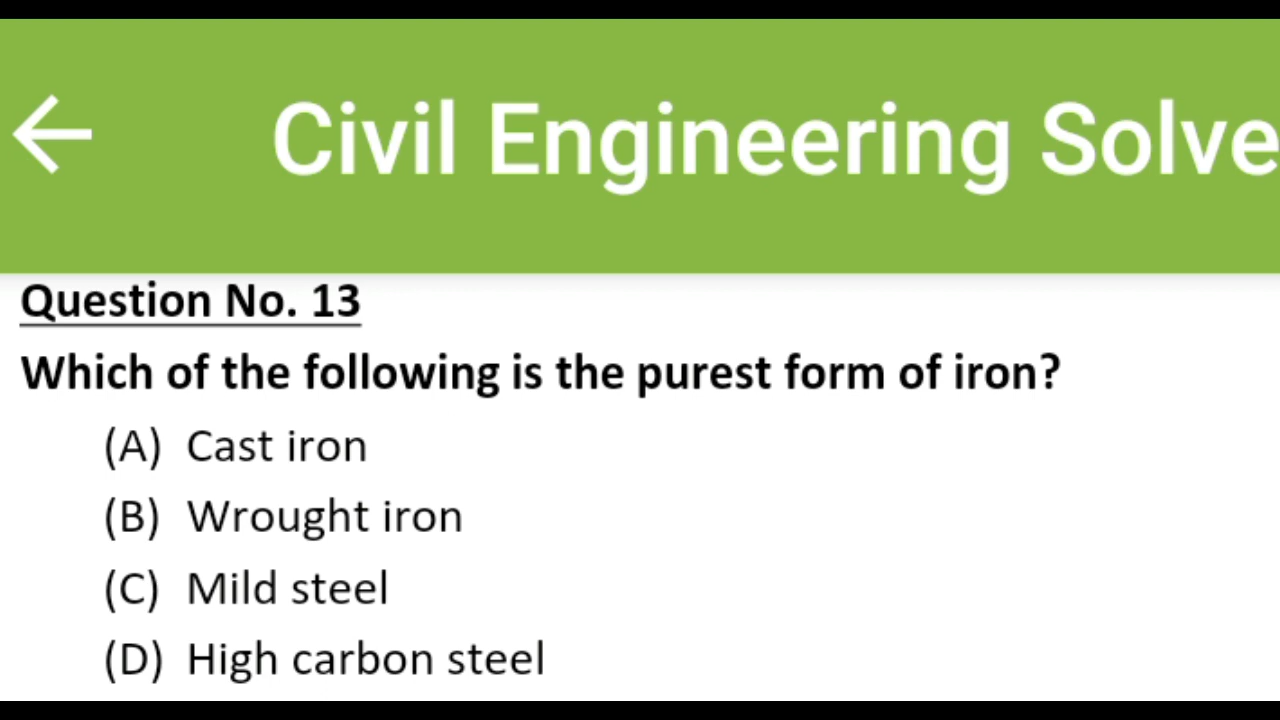 Civil Engineering Solve
Question No. 13
Which of the following is the purest form of iron?
(A) Cast iron
(B) Wrought iron
(C) Mild steel
(D) High carbon steel